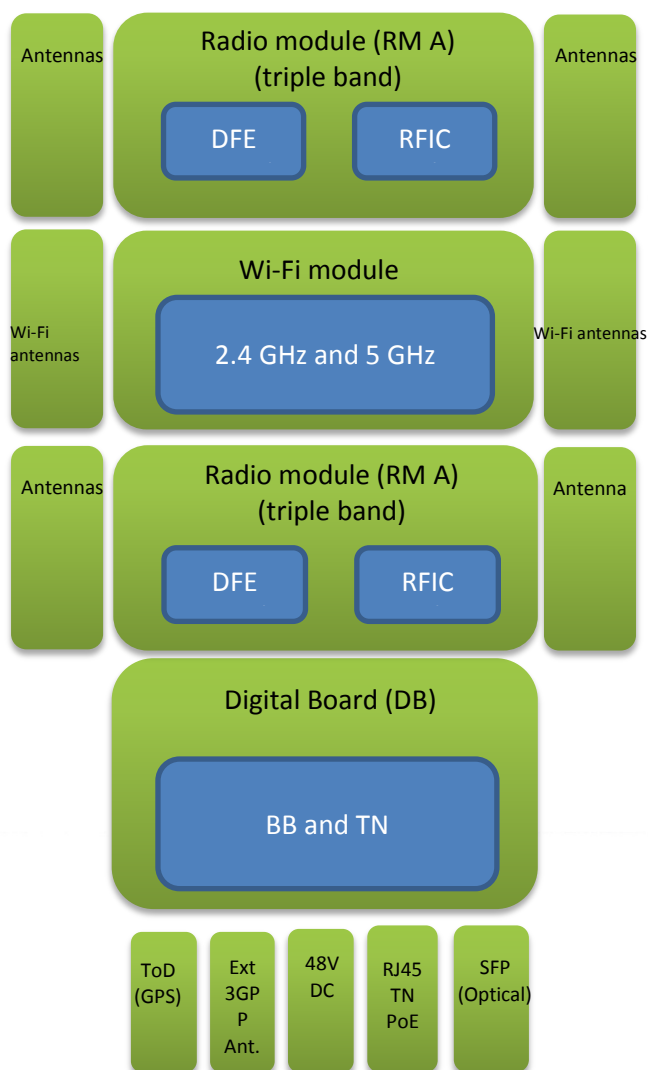 Antennas
Radio module (RM A)
(triple band)
Antennas
DFE
RFIC
Wi-Fi module
Wi-Fi
antennas
2.4 GHz and 5 GHz
Wi-Fi antennas
Antennas
Radio module (RM A)
(triple band)
Antenna
DFE
RFIC
Digital Board (DB)
BB and TN
ToD
(GPS)
Ext
3GP
P
Ant.
48V
DC
RJ45
TN
PoE
SFP
(Optical)